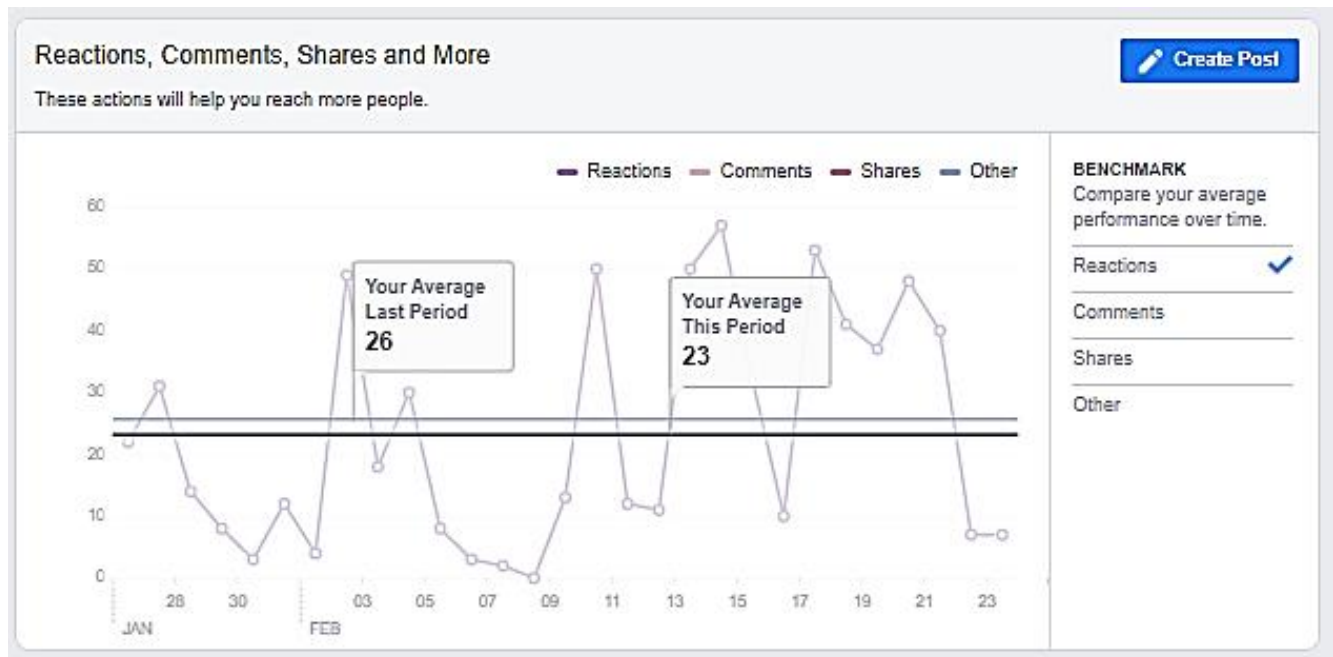 Reactions, Comments, Shares and More
Create Post
These actions will help you reach more people.
Reactions Comments Shares Other
BENCHMARK
Compare your average
performance over time.
Reactions
Comments
Shares
Other
60
50
40
30
20
10
0
Your Average
Last Period
26
Your Average
This Period
23
28 30 03 05 07 09 11 13 15 17 19 21 23
JAN FEB